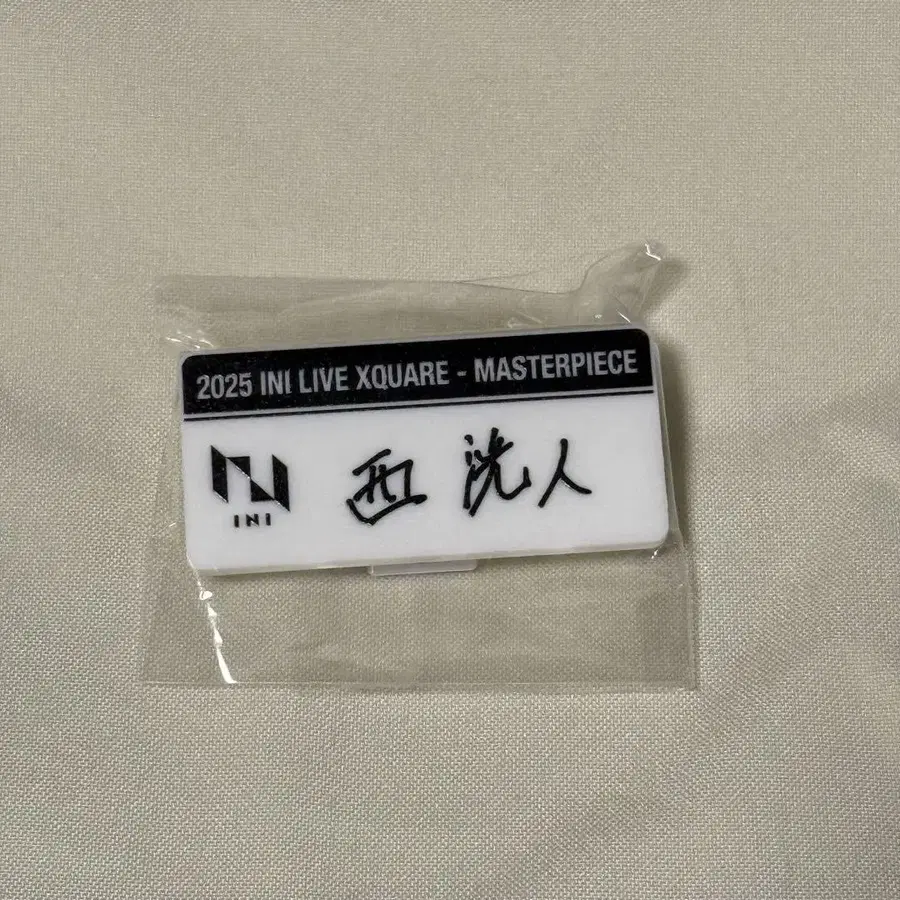 2025 INI LIVE XQUARE - MASTERPIECE
INI
西 洸人